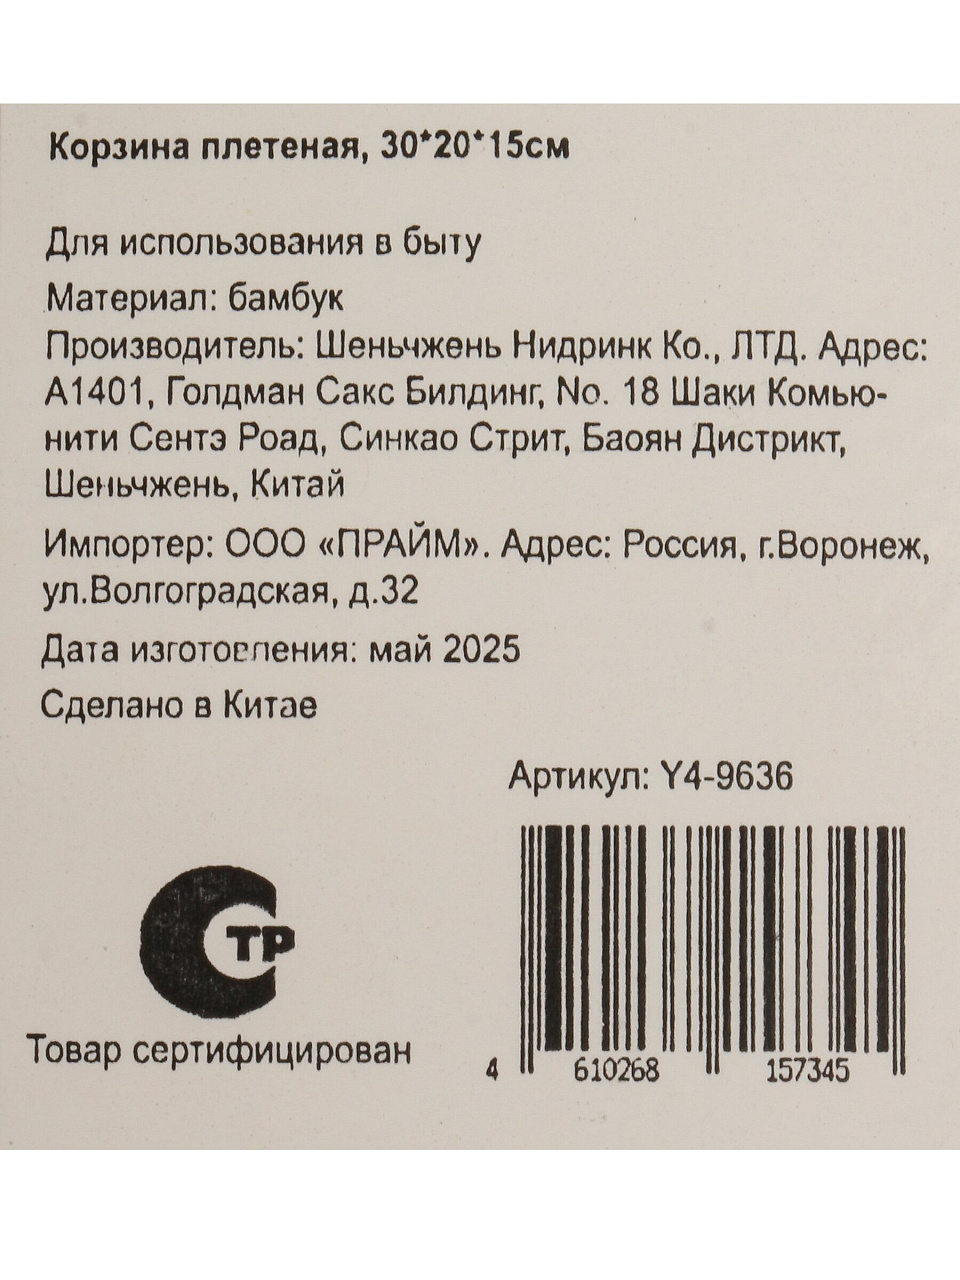 Корзина плетеная, 30*20*15см
Для использования в быту
Материал: бамбук
Производитель: Шеньчжень Нидринк Ко., ЛТД. Адрес:
А1401, Голдман Сакс Билдинг, No. 18 Шаки Комью-
нити Сентэ Роад, Синкао Стрит, Баоян Дистрикт,
Шеньчжень, Китай
Импортер: ООО «ПРАЙМ». Адрес: Россия, г.Воронеж,
ул.Волгоградская, д.32
Дата изготовления: май 2025
Сделано в Китае
Артикул: Y4-9636
ТР
Товар сертифицирован
4 610268 157345